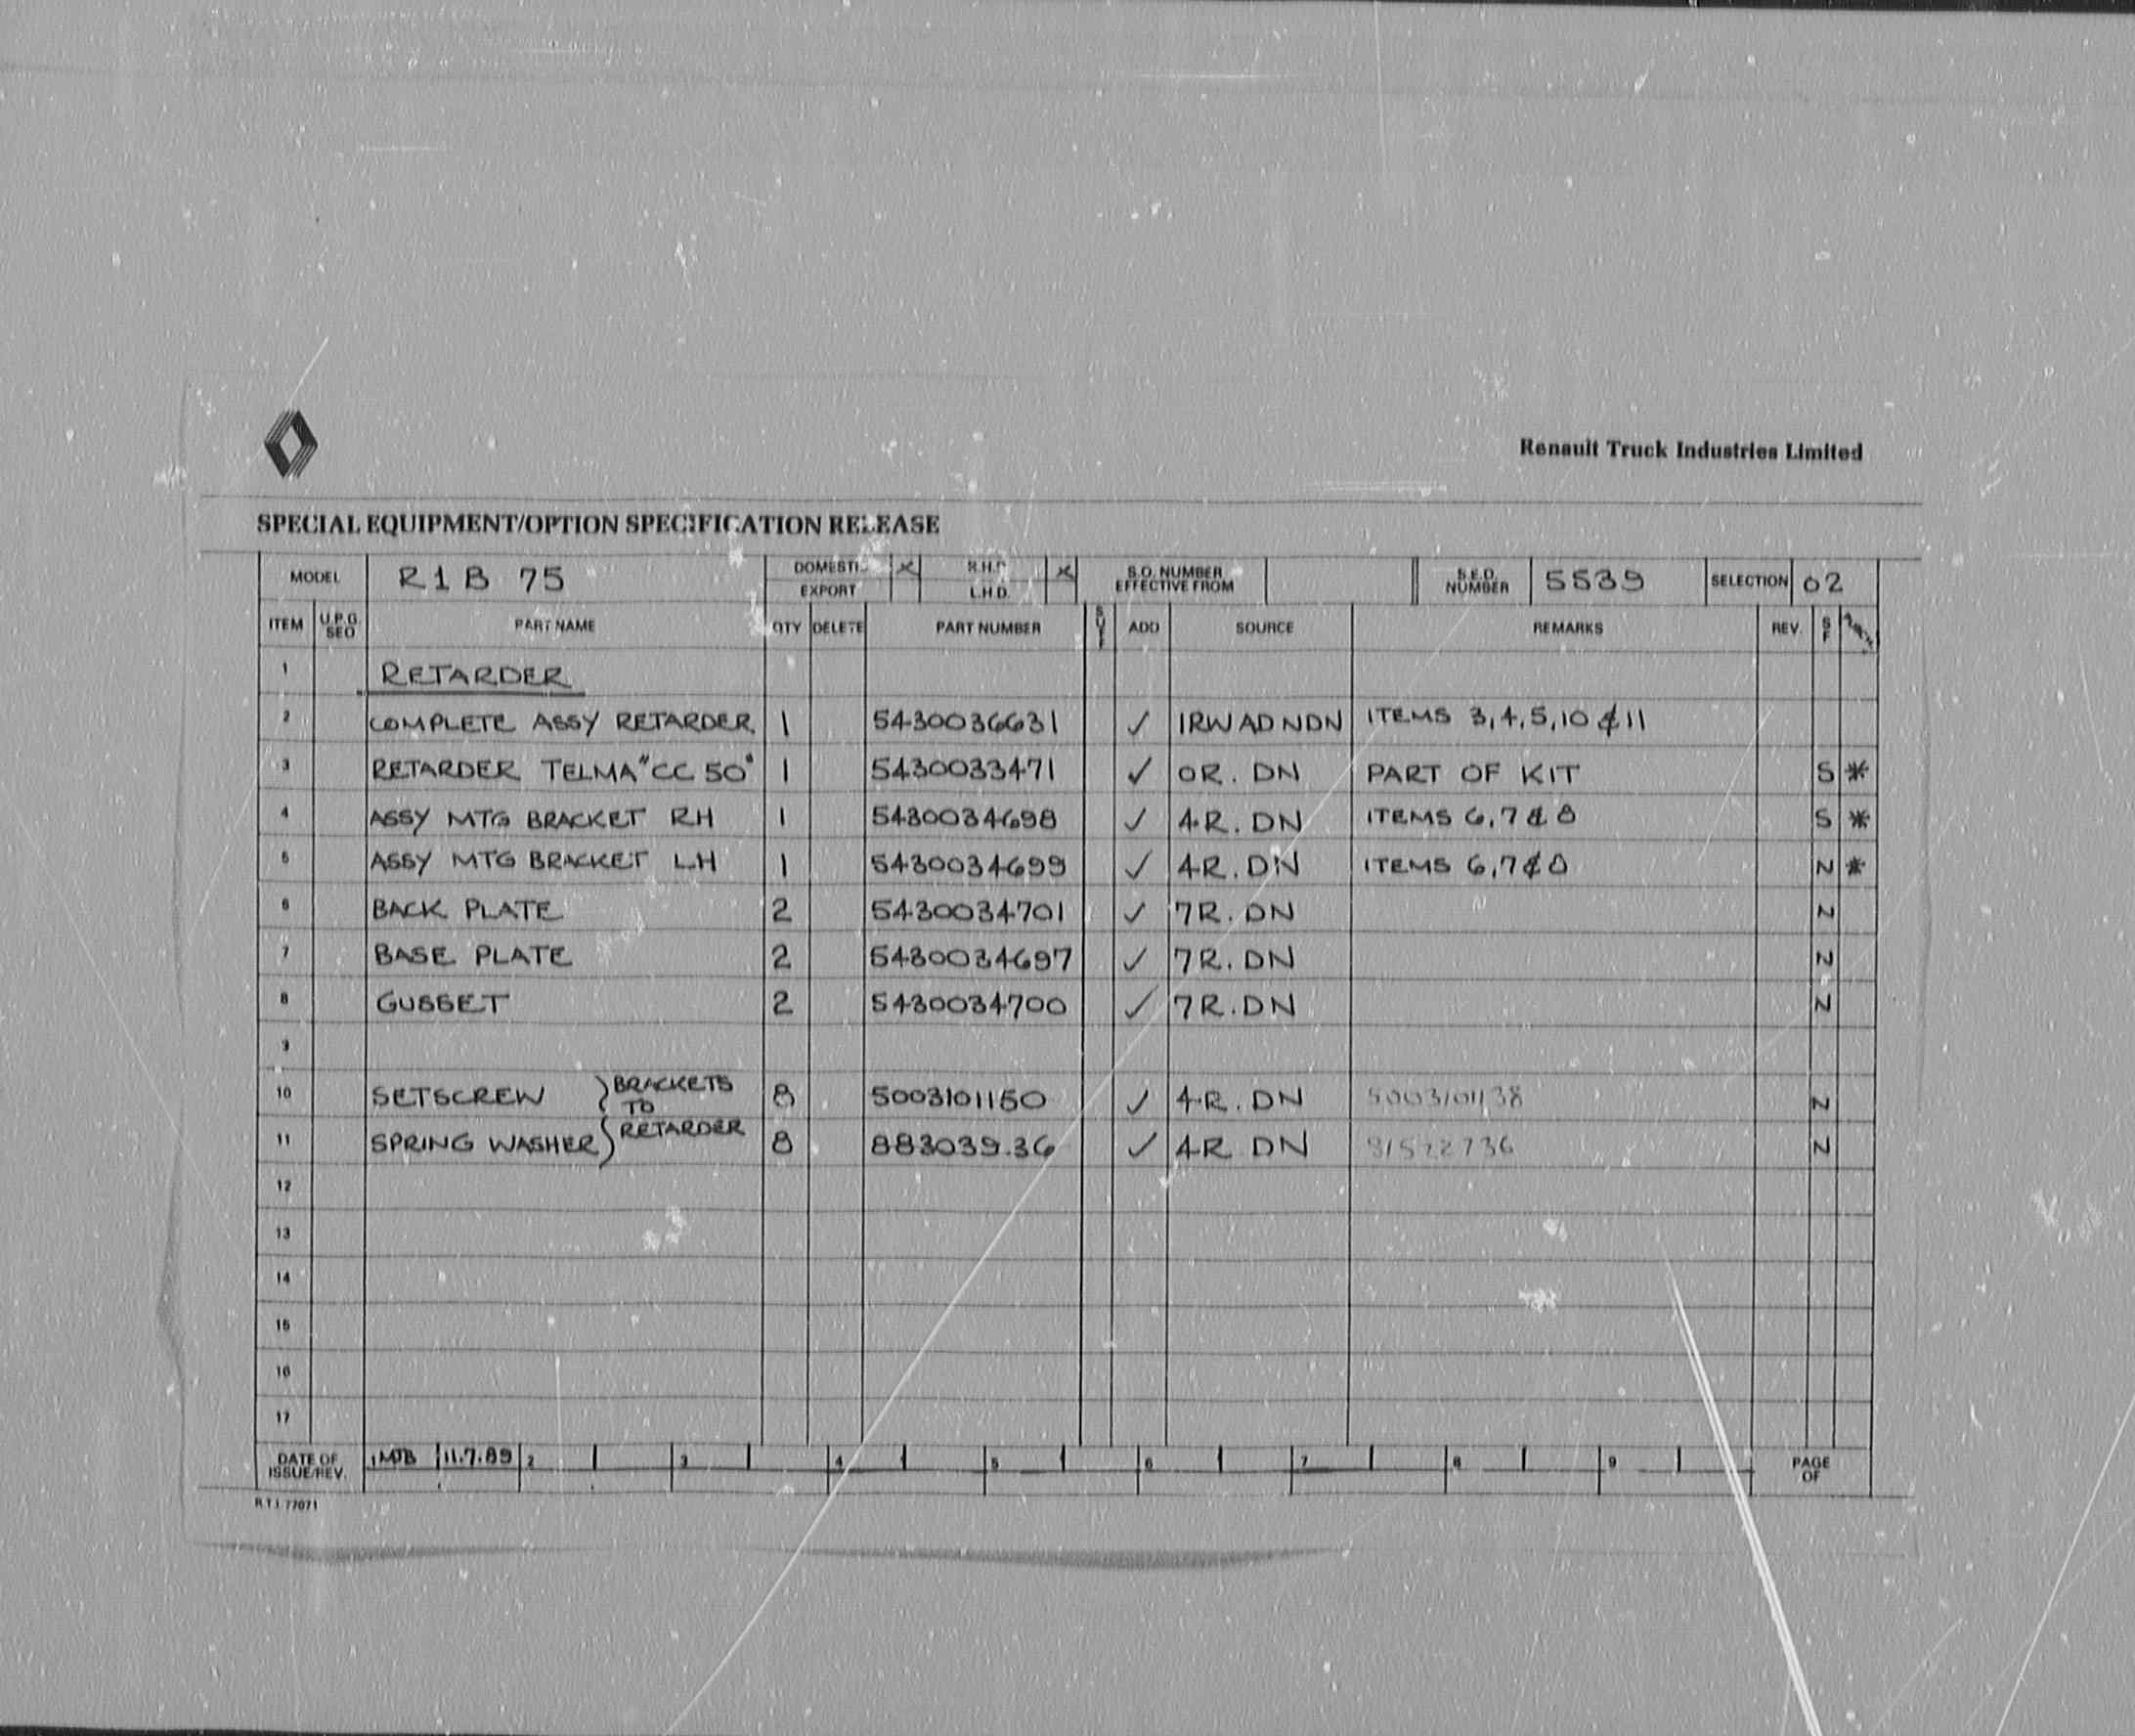 Renault Truck Industries Limited
SPECIAL EQUIPMENT/OPTION SPECIFICATION RELEASE
MODEL R1B 75 DOMESTIC X R.H.D. X S.O. NUMBER EFFECTIVE FROM S.E.O. NUMBER 5539 SELECTION 02
EXPORT L.H.D.
ITEM U.P.G. SEQ PART NAME QTY DELETE PART NUMBER ADD SOURCE REMARKS REV. S F
1 RETARDER
2 COMPLETE ASSY RETARDER 1 5430036631 ✓ 1RWADNDN ITEMS 3,4,5,10 & 11
3 RETARDER TELMA "CC 50" 1 5430033471 ✓ 0R. DN PART OF KIT S *
4 ASSY MTG BRACKET RH 1 5430034698 ✓ 4R. DN ITEMS 6,7 & 8 S *
5 ASSY MTG BRACKET LH 1 5430034699 ✓ 4R. DN ITEMS 6,7 & 8 N *
6 BACK PLATE 2 5430034701 ✓ 7R. DN N
7 BASE PLATE 2 5430034697 ✓ 7R. DN N
8 GUSSET 2 5430034700 ✓ 7R. DN N
9
10 SETSCREW } BRACKETS TO 8 5003101150 ✓ 4R. DN 5003101138 N
11 SPRING WASHER } RETARDER 8 883039.36 ✓ 4R DN N
12
13
14
15
16
17
DATE OF ISSUE/REV. 1 MJB 11.7.89 2 3 4 5 6 7 8 9 PAGE OF
R.T.I. 77071